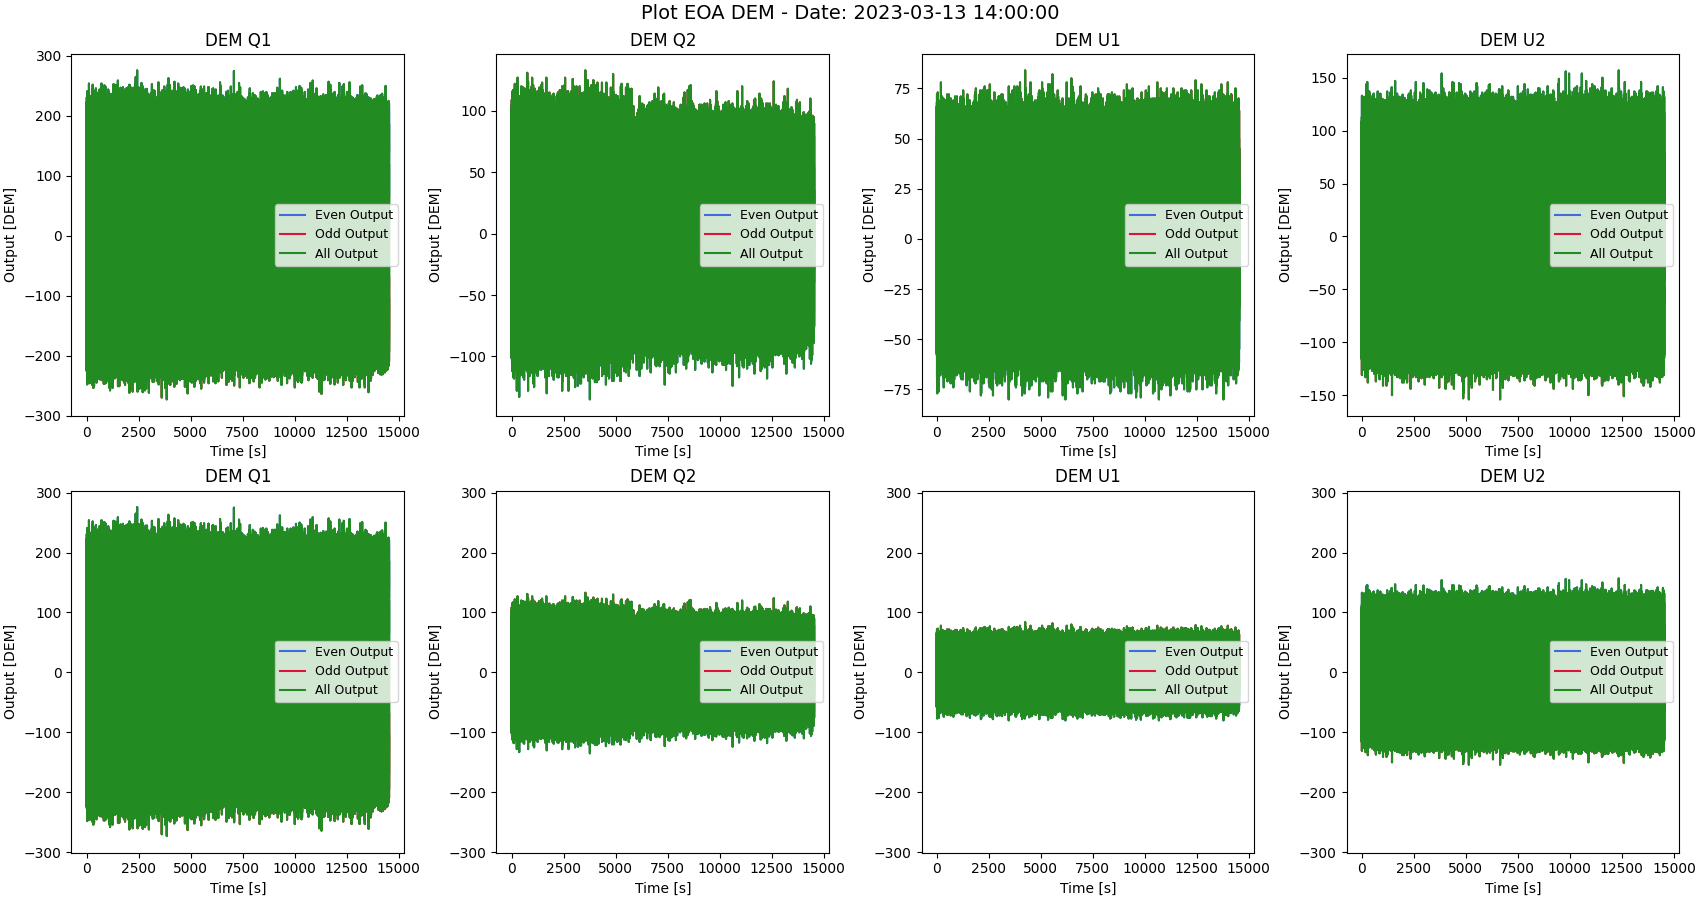 Plot EOA DEM - Date: 2023-03-13 14:00:00
DEM Q1
300
200
100
0
−100
−200
−300
Output [DEM]
0 2500 5000 7500 10000 12500 15000
Time [s]
Even Output
Odd Output
All Output
DEM Q2
100
50
0
−50
−100
Output [DEM]
0 2500 5000 7500 10000 12500 15000
Time [s]
Even Output
Odd Output
All Output
DEM U1
75
50
25
0
−25
−50
−75
Output [DEM]
0 2500 5000 7500 10000 12500 15000
Time [s]
Even Output
Odd Output
All Output
DEM U2
150
100
50
0
−50
−100
−150
Output [DEM]
0 2500 5000 7500 10000 12500 15000
Time [s]
Even Output
Odd Output
All Output
DEM Q1
300
200
100
0
−100
−200
−300
Output [DEM]
0 2500 5000 7500 10000 12500 15000
Time [s]
Even Output
Odd Output
All Output
DEM Q2
300
200
100
0
−100
−200
−300
Output [DEM]
0 2500 5000 7500 10000 12500 15000
Time [s]
Even Output
Odd Output
All Output
DEM U1
300
200
100
0
−100
−200
−300
Output [DEM]
0 2500 5000 7500 10000 12500 15000
Time [s]
Even Output
Odd Output
All Output
DEM U2
300
200
100
0
−100
−200
−300
Output [DEM]
0 2500 5000 7500 10000 12500 15000
Time [s]
Even Output
Odd Output
All Output